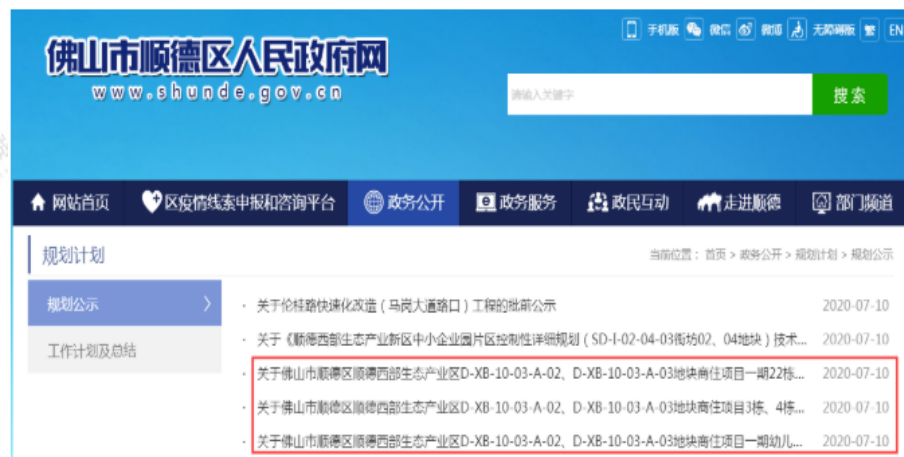 手机版 微信 微博 无障碍版 繁 EN
佛山市顺德区人民政府网
www.shunde.gov.cn
请输入关键字 搜索
网站首页 区疫情线索申报和咨询平台 政务公开 政务服务 政民互动 走进顺德 部门频道
规划计划 当前位置：首页 > 政务公开 > 规划计划 > 规划公示
规划公示 〉
· 关于伦桂路快速化改造（马岗大道路口）工程的批前公示 2020-07-10
工作计划及总结
· 关于《顺德西部生态产业新区中小企业园片区控制性详细规划（SD-I-02-04-03街坊02、04地块）技术... 2020-07-10
· 关于佛山市顺德区顺德西部生态产业区D-XB-10-03-A-02、D-XB-10-03-A-03地块商住项目一期22栋... 2020-07-10
· 关于佛山市顺德区顺德西部生态产业区D-XB-10-03-A-02、D-XB-10-03-A-03地块商住项目3栋、4栋... 2020-07-10
· 关于佛山市顺德区顺德西部生态产业区D-XB-10-03-A-02、D-XB-10-03-A-03地块商住项目一期幼儿... 2020-07-10